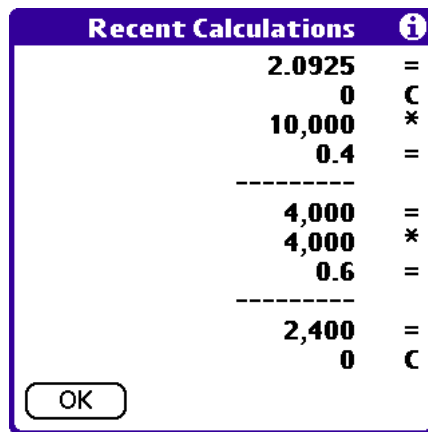 Recent Calculations i
2.0925 =
0 C
10,000 *
0.4 =
---------
4,000 =
4,000 *
0.6 =
---------
2,400 =
0 C
OK